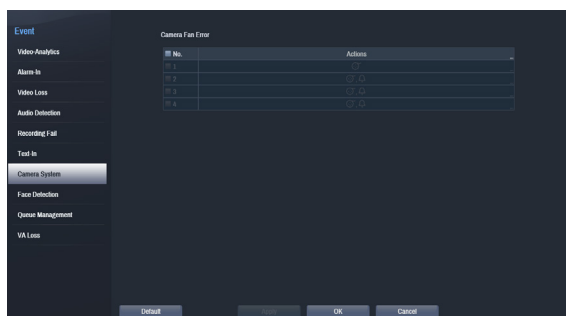 Event
Camera Fan Error
Video-Analytics
No. Actions
Alarm-In
1
2
Video Loss
3
4
Audio Detection
Recording Fail
Text-In
Camera System
Face Detection
Queue Management
VA Loss
Default Apply OK Cancel